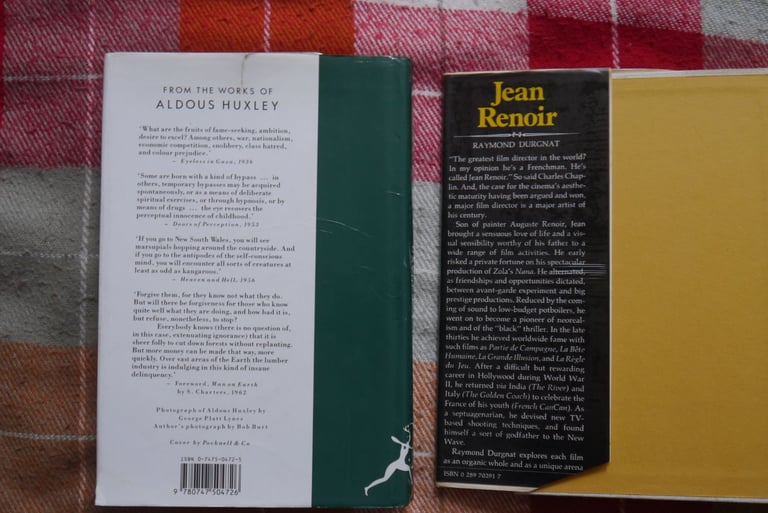 FROM THE WORKS OF
ALDOUS HUXLEY
'What are the fruits of fame-seeking, ambition,
desire to excel? Among others, war, nationalism,
economic competition, snobbery, class hatred,
and colour prejudice.'
– Eyeless in Gaza, 1936
'Some are born with a kind of bypass ... in
others, temporary bypasses may be acquired
spontaneously, or as a means of deliberate
spiritual exercises, or through hypnosis, or by
means of drugs ... the eye recovers the
perceptual innocence of childhood.'
– Doors of Perception, 1953
'If you go to New South Wales, you will see
marsupials hopping around the countryside. And
if you go to the antipodes of the self-conscious
mind, you will encounter all sorts of creatures at
least as odd as kangaroos.'
– Heaven and Hell, 1956
'Forgive them, for they know not what they do.
But will there be forgiveness for those who know
quite well what they are doing, and how bad it is,
but refuse, nonetheless, to stop?
Everybody knows (there is no question of,
in this case, extenuating ignorance) that it is
sheer folly to cut down forests without replanting.
But more money can be made that way, more
quickly. Over vast areas of the Earth the lumber
industry is indulging in this kind of insane
delinquency.'
– Foreword, Man on Earth
by S. Charters, 1962
Photograph of Aldous Huxley by
George Platt Lynes
Author's photograph by Bob Butt
Cover by Pocknell & Co
ISBN 0-7475-0472-5
9 780747 504726
Jean
Renoir
RAYMOND DURGNAT
"The greatest film director in the world?
In my opinion he's a Frenchman. He's
called Jean Renoir." So said Charles Chap-
lin. And, the case for the cinema's aesthe-
tic maturity having been argued and won,
a major film director is a major artist of
his century.
Son of painter Auguste Renoir, Jean
brought a sensuous love of life and a vis-
ual sensibility worthy of his father to a
wide range of film activities. He early
risked a private fortune on his spectacular
production of Zola's Nana. He alternated,
as friendships and opportunities dictated,
between avant-garde experiment and big
prestige productions. Reduced by the com-
ing of sound to low-budget potboilers, he
went on to become a pioneer of neoreal-
ism and of the "black" thriller. In the late
thirties he achieved worldwide fame with
such films as Partie de Campagne, La Bête
Humaine, La Grande Illusion, and La Règle
du Jeu. After a difficult but rewarding
career in Hollywood during World War
II, he returned via India (The River) and
Italy (The Golden Coach) to celebrate the
France of his youth (French CanCan). As
a septuagenarian, he devised new TV-
based shooting techniques, and found
himself a sort of godfather to the New
Wave.
Raymond Durgnat explores each film
as an organic whole and as a unique arena
ISBN 0 289 70291 7